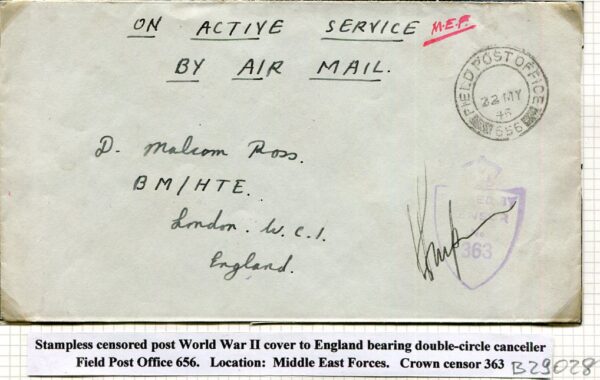 ON ACTIVE SERVICE M.E.F.
BY AIR MAIL.
FIELD POST OFFICE
22 MY
45
656
D. Malcom Ross.
BM/HTE.
London. W.C.1.
England.
363
Stampless censored post World War II cover to England bearing double-circle canceller
Field Post Office 656. Location: Middle East Forces. Crown censor 363
B29028